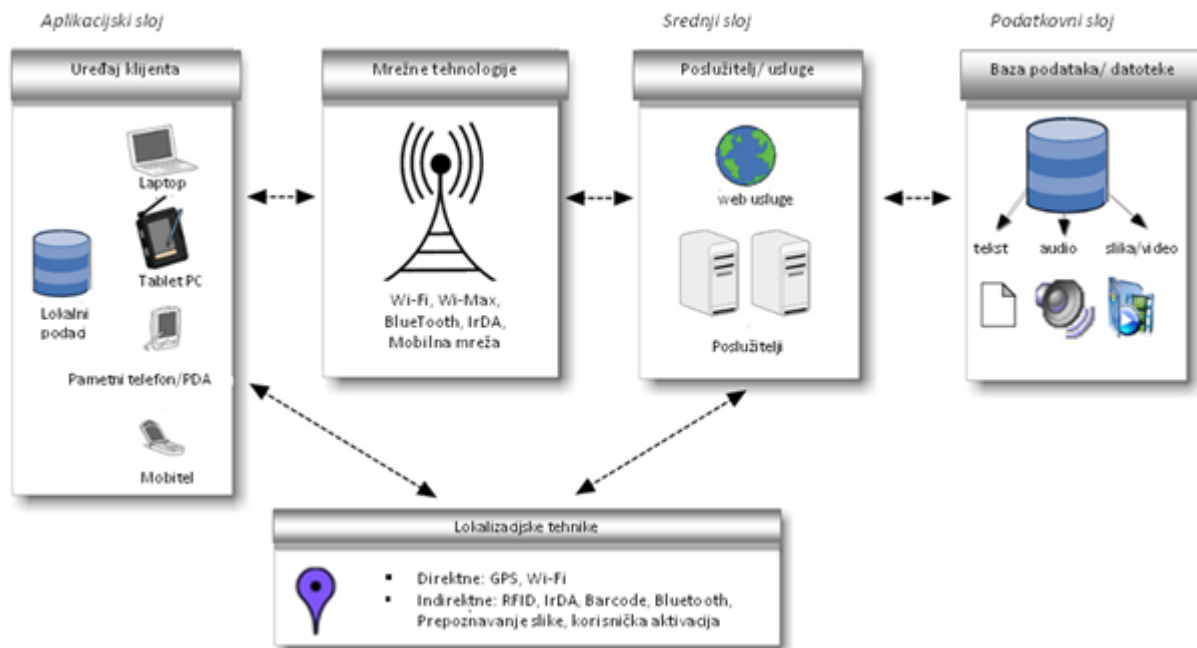 Aplikacijski sloj
Srednji sloj
Podatkovni sloj
Uređaj klijenta
Mrežne tehnologije
Poslužitelj/ usluge
Baza podataka/ datoteke
Laptop
Tablet PC
Lokalni
podaci
Pametni telefon/PDA
Mobitel
Wi-Fi, Wi-Max,
BlueTooth, IrDA,
Mobilna mreža
web usluge
Poslužitelji
tekst
audio
slika/video
Lokalizacijske tehnike
▪ Direktne: GPS, Wi-Fi
▪ Indirektne: RFID, IrDA, Barcode, Bluetooth,
Prepoznavanje slike, korisnička aktivacija